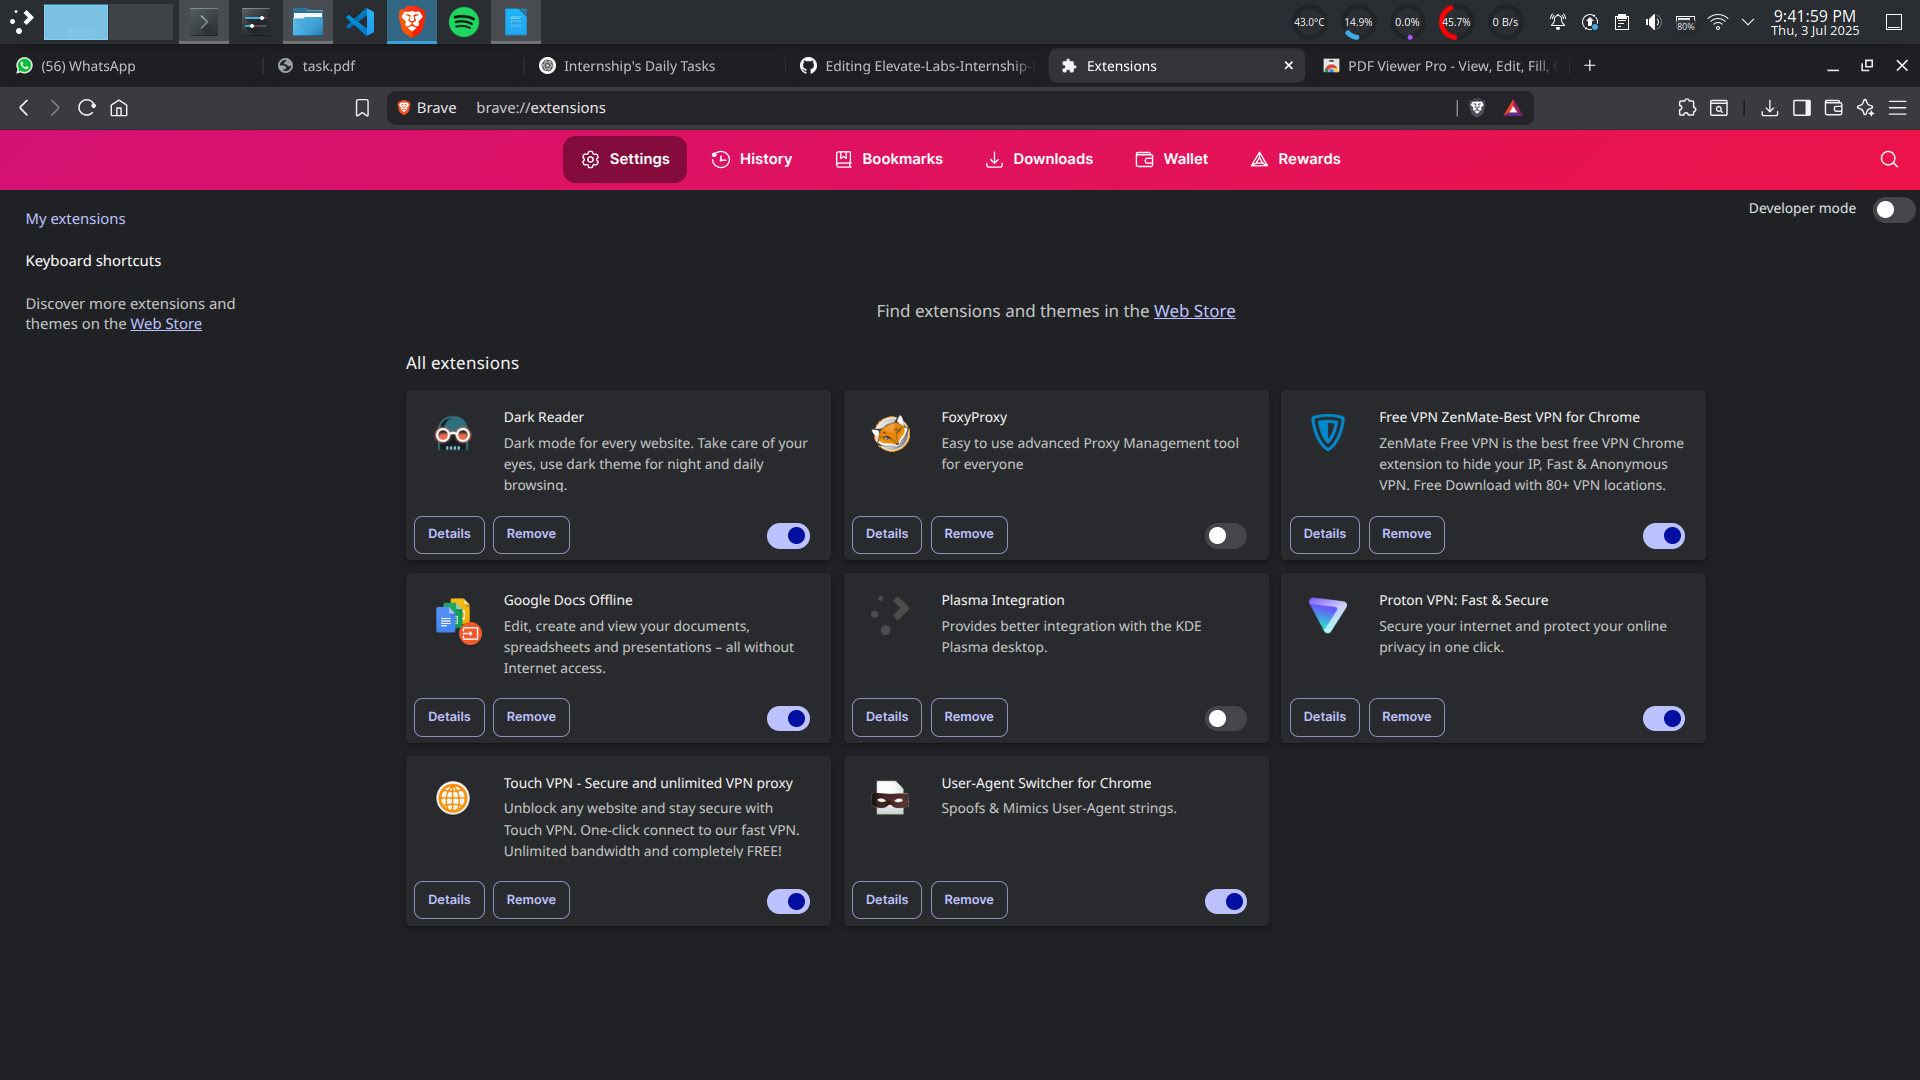 43.0°C
14.9%
0.0%
45.7%
0 B/s
80%
9:41:59 PM
Thu, 3 Jul 2025
(56) WhatsApp
task.pdf
Internship's Daily Tasks
Editing Elevate-Labs-Internship-
Extensions
PDF Viewer Pro - View, Edit, Fill,
Brave
brave://extensions
Settings
History
Bookmarks
Downloads
Wallet
Rewards
My extensions
Developer mode
Keyboard shortcuts
Discover more extensions and
themes on the Web Store
Find extensions and themes in the Web Store
All extensions
Dark Reader
Dark mode for every website. Take care of your
eyes, use dark theme for night and daily
browsing.
Details
Remove
FoxyProxy
Easy to use advanced Proxy Management tool
for everyone
Details
Remove
Free VPN ZenMate-Best VPN for Chrome
ZenMate Free VPN is the best free VPN Chrome
extension to hide your IP, Fast & Anonymous
VPN. Free Download with 80+ VPN locations.
Details
Remove
Google Docs Offline
Edit, create and view your documents,
spreadsheets and presentations – all without
Internet access.
Details
Remove
Plasma Integration
Provides better integration with the KDE
Plasma desktop.
Details
Remove
Proton VPN: Fast & Secure
Secure your internet and protect your online
privacy in one click.
Details
Remove
Touch VPN - Secure and unlimited VPN proxy
Unblock any website and stay secure with
Touch VPN. One-click connect to our fast VPN.
Unlimited bandwidth and completely FREE!
Details
Remove
User-Agent Switcher for Chrome
Spoofs & Mimics User-Agent strings.
Details
Remove